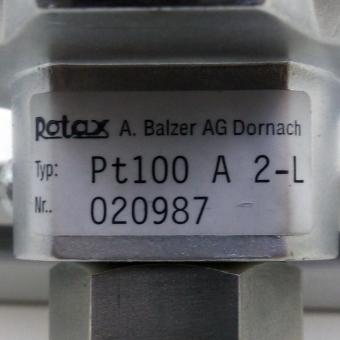 Rotax A. Balzer AG Dornach
Typ: Pt100 A 2-L
Nr.. 020987